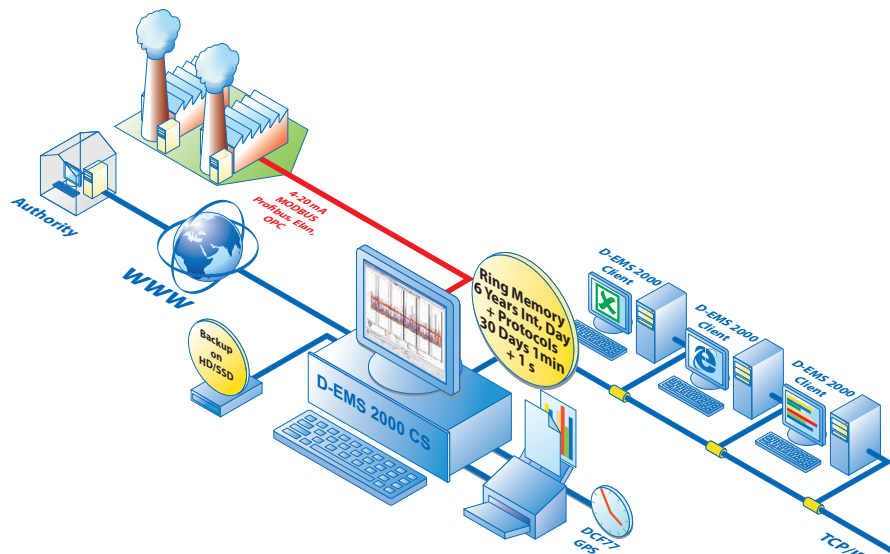 4-20 mA
MODBUS
Profibus, Elan,
OPC
Authority
WWW
Ring Memory
6 Years Int, Day
+ Protocols
30 Days 1min
+ 1 s
D-EMS 2000
Client
D-EMS 2000
Client
D-EMS 2000
Client
Backup
on
HD/SSD
D-EMS 2000 CS
DCF77
GPS